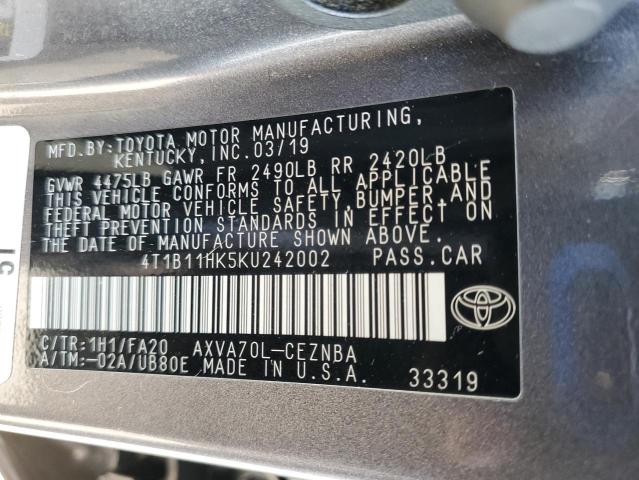 MFD.BY:TOYOTA MOTOR MANUFACTURING,
KENTUCKY, INC.03/19
GVWR 4475LB GAWR FR 2490LB RR 2420LB
THIS VEHICLE CONFORMS TO ALL APPLICABLE
FEDERAL MOTOR VEHICLE SAFETY, BUMPER, AND
THEFT PREVENTION STANDARDS IN EFFECT ON
THE DATE OF MANUFACTURE SHOWN ABOVE.
4T1B11HK5KU242002 PASS.CAR
C/TR:1H1/FA20 AXVA70L-CEZNBA
A/TM:-02A/UB80E MADE IN U.S.A.
33319